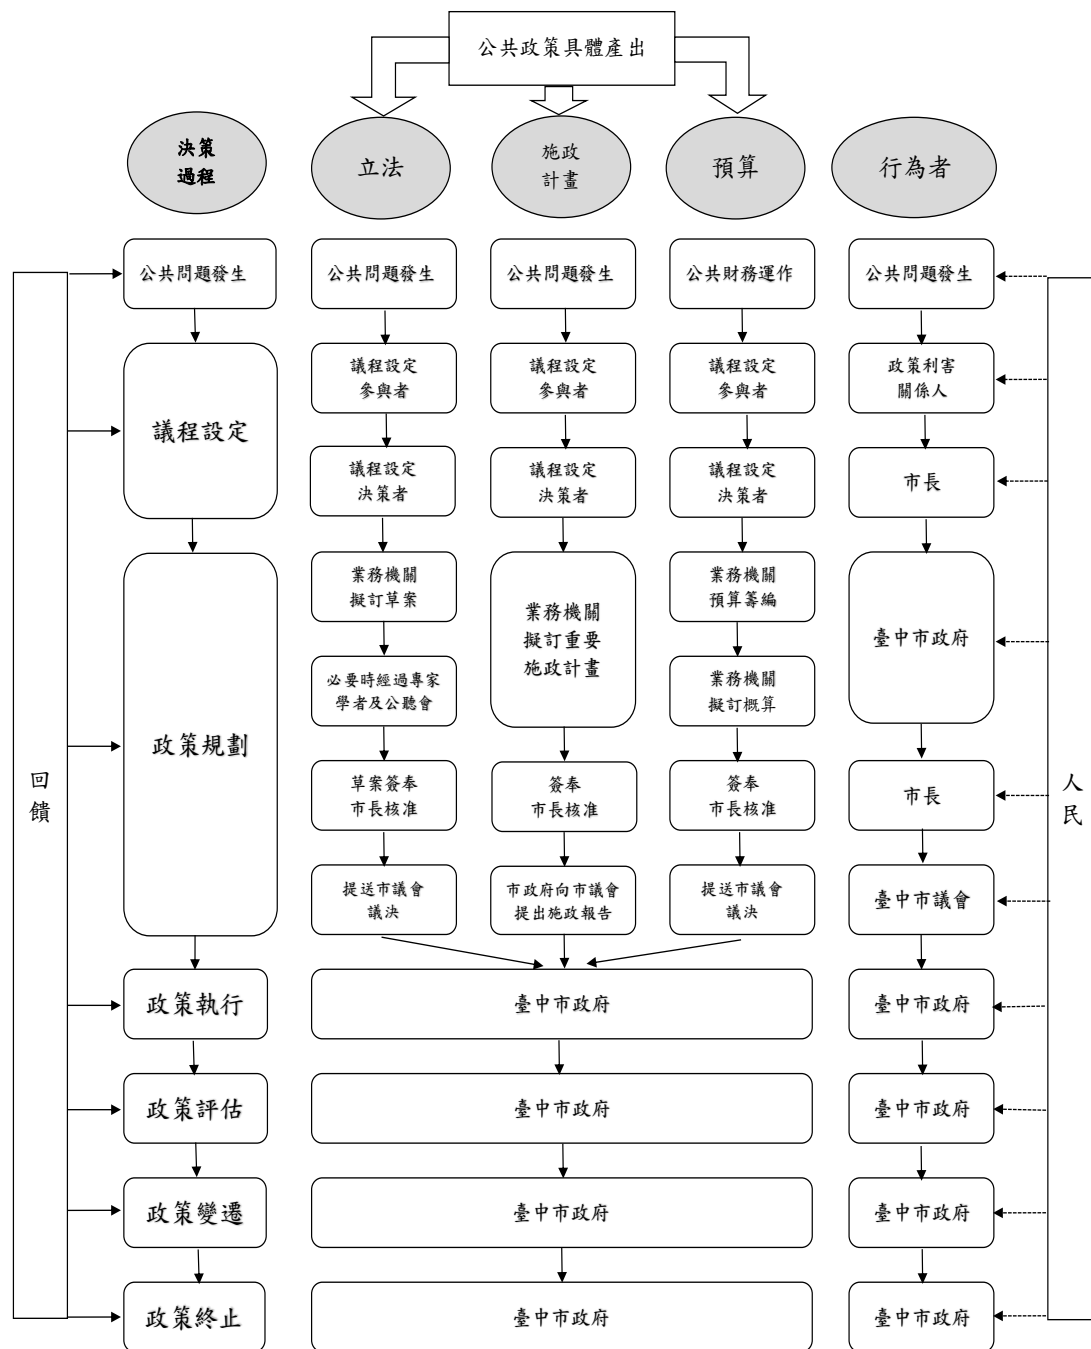 公共政策具體產出
決策
過程
立法
施政
計畫
預算
行為者
公共問題發生
公共問題發生
公共問題發生
公共財務運作
公共問題發生
議程設定
議程設定
參與者
議程設定
參與者
議程設定
參與者
政策利害
關係人
議程設定
決策者
議程設定
決策者
議程設定
決策者
市長
政策規劃
業務機關
擬訂草案
業務機關
擬訂重要
施政計畫
業務機關
預算籌編
臺中市政府
必要時經過專家
學者及公聽會
業務機關
擬訂概算
草案簽奉
市長核准
簽奉
市長核准
簽奉
市長核准
市長
提送市議會
議決
市政府向市議會
提出施政報告
提送市議會
議決
臺中市議會
政策執行
臺中市政府
臺中市政府
政策評估
臺中市政府
臺中市政府
政策變遷
臺中市政府
臺中市政府
政策終止
臺中市政府
臺中市政府
回
饋
人
民